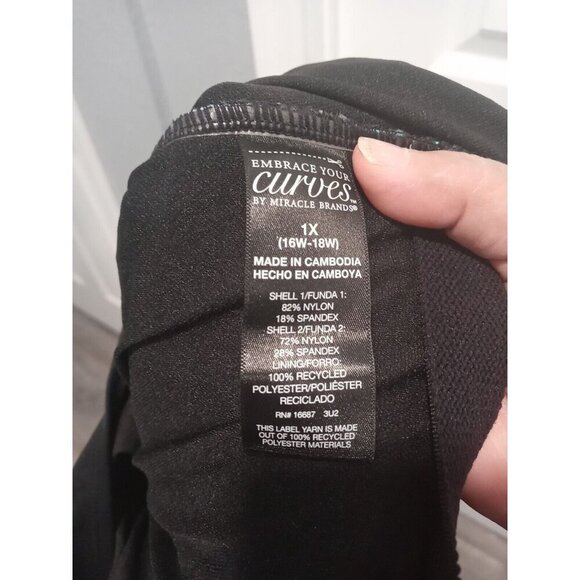 EMBRACE YOUR
curves™
BY MIRACLE BRANDS®
1X
(16W-18W)
MADE IN CAMBODIA
HECHO EN CAMBOYA
SHELL 1/FUNDA 1:
82% NYLON
18% SPANDEX
SHELL 2/FUNDA 2:
72% NYLON
28% SPANDEX
LINING/FORRO:
100% RECYCLED
POLYESTER/POLIÉSTER
RECICLADO
RN# 16687 3U2
THIS LABEL YARN IS MADE
OUT OF 100% RECYCLED
POLYESTER MATERIALS